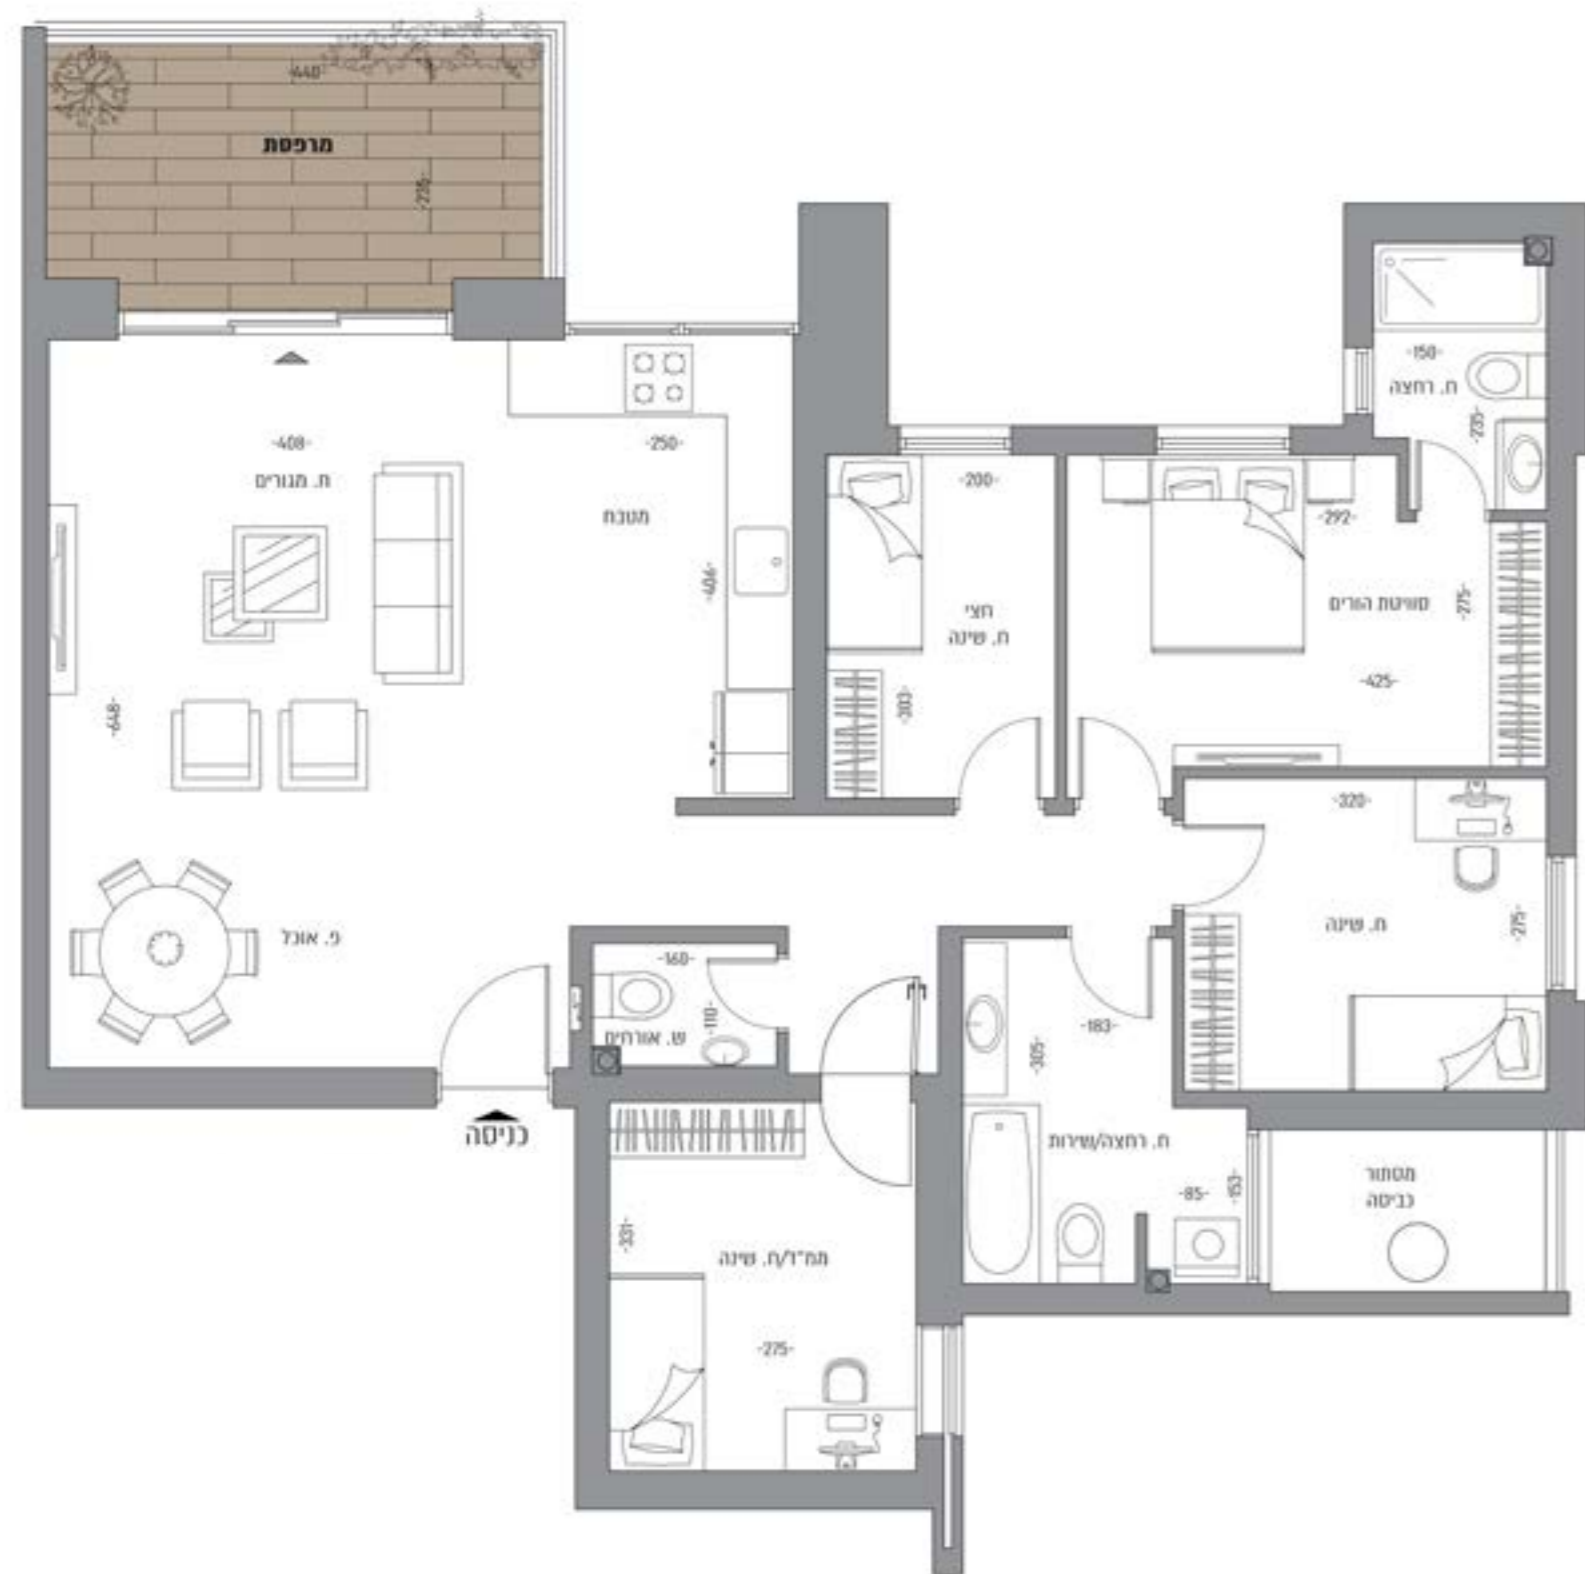 -440-
מרפסת
-235-
-408-
ח. מגורים
-250-
מטבח
-406-
-648-
פ. אוכל
כניסה
-200-
חצי
ח. שינה
-303-
-292-
סוויטת הורים
-275-
-425-
-150-
ח. רחצה
-235-
-320-
ח. שינה
-275-
-160-
-110-
ש. אורחים
-183-
-305-
ח. רחצה/שירות
-85-
-153-
מסתור
כביסה
-331-
ממ"ד/ח. שינה
-275-